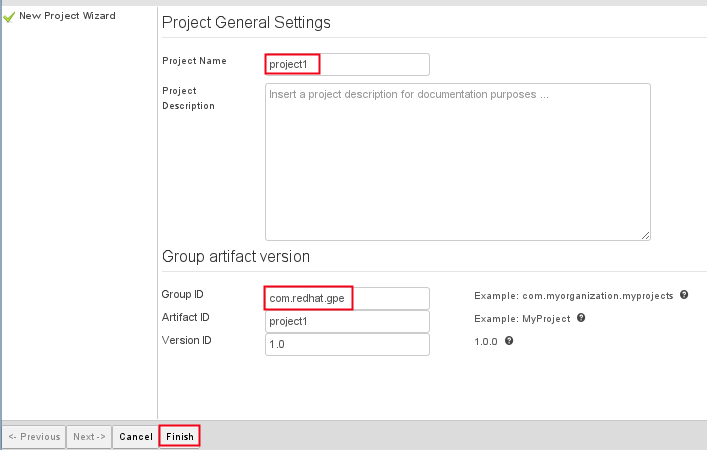 New Project Wizard
Project General Settings
Project Name
project1
Project
Description
Insert a project description for documentation purposes ...
Group artifact version
Group ID
com.redhat.gpe
Example: com.myorganization.myprojects
Artifact ID
project1
Example: MyProject
Version ID
1.0
1.0.0
<- Previous
Next ->
Cancel
Finish